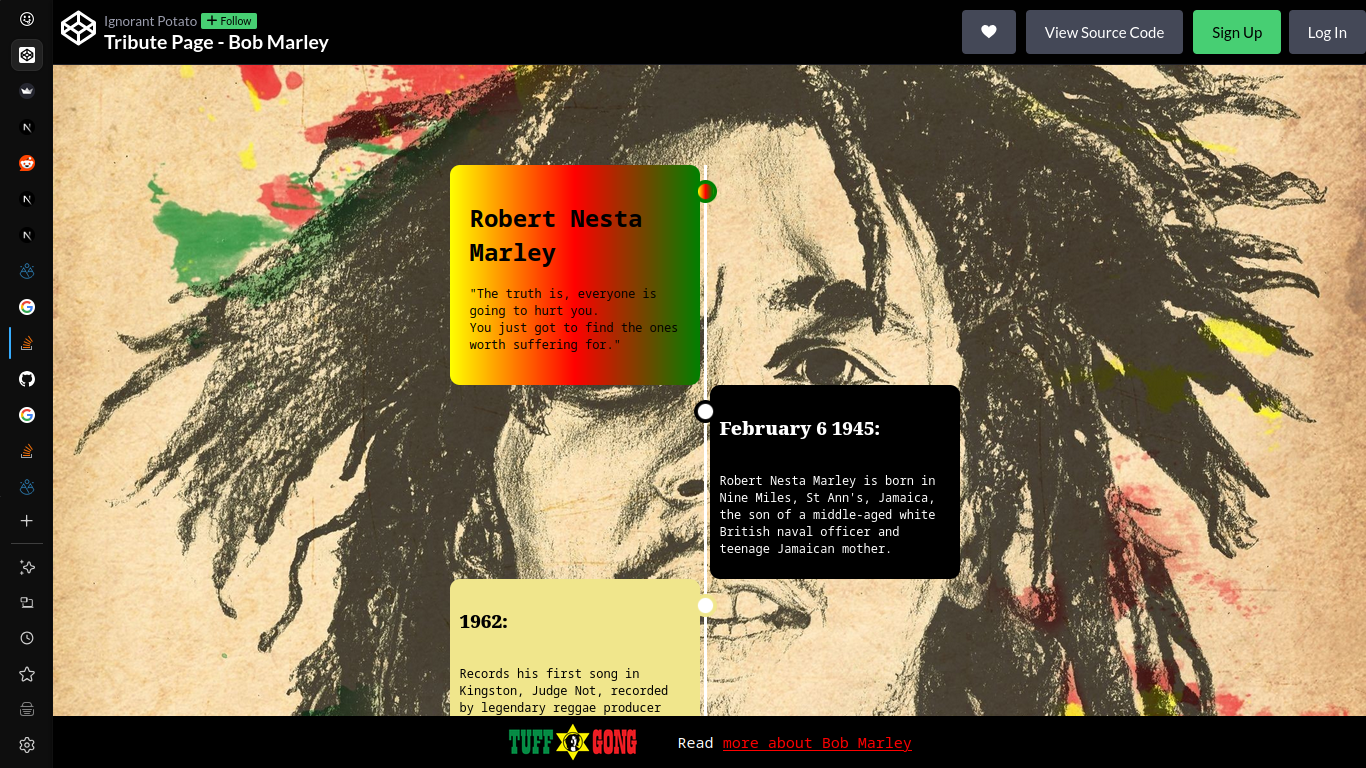 Ignorant Potato
+ Follow
Tribute Page - Bob Marley
View Source Code
Sign Up
Log In
Robert Nesta
Marley
"The truth is, everyone is
going to hurt you.
You just got to find the ones
worth suffering for."
February 6 1945:
Robert Nesta Marley is born in
Nine Miles, St Ann's, Jamaica,
the son of a middle-aged white
British naval officer and
teenage Jamaican mother.
1962:
Records his first song in
Kingston, Judge Not, recorded
by legendary reggae producer
TUFF GONG
Read more about Bob Marley